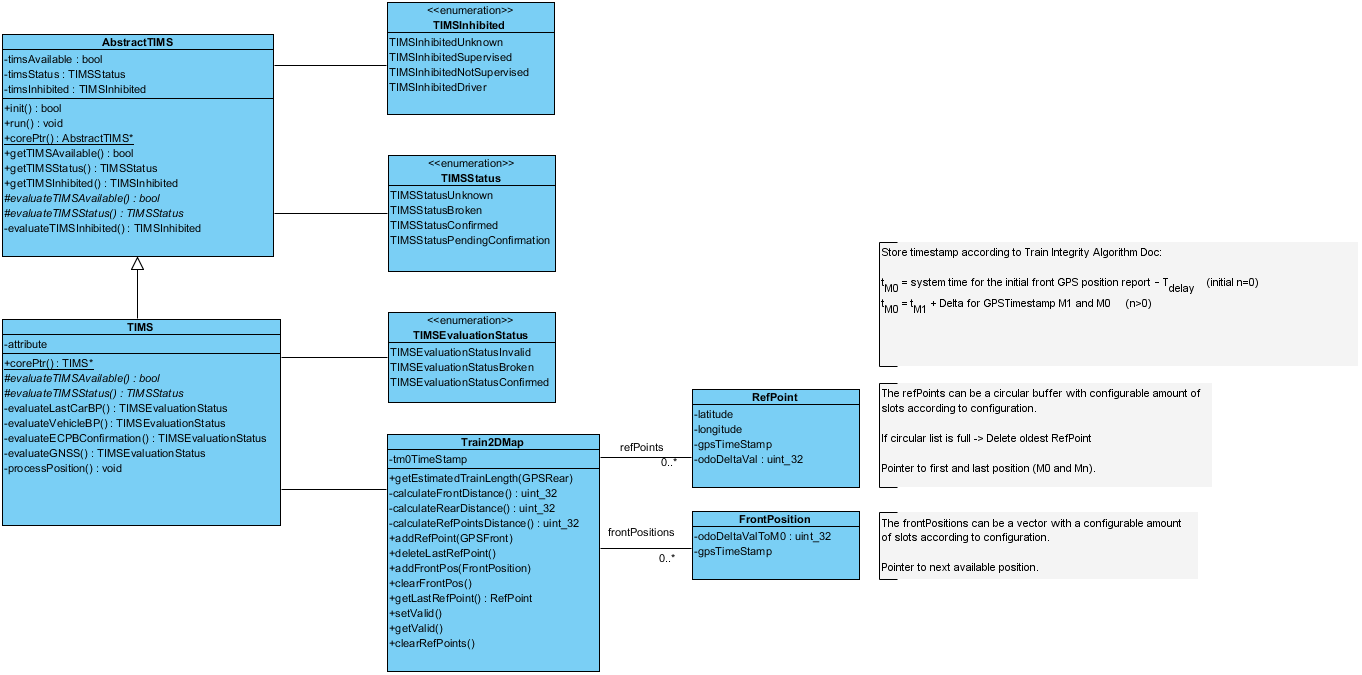 AbstractTIMS
-timsAvailable : bool
-timsStatus : TIMSStatus
-timsInhibited : TIMSInhibited
+init() : bool
+run() : void
+corePtr() : AbstractTIMS*
+getTIMSAvailable() : bool
+getTIMSStatus() : TIMSStatus
+getTIMSInhibited() : TIMSInhibited
#evaluateTIMSAvailable() : bool
#evaluateTIMSStatus() : TIMSStatus
-evaluateTIMSInhibited() : TIMSInhibited
<<enumeration>>
TIMSInhibited
TIMSInhibitedUnknown
TIMSInhibitedSupervised
TIMSInhibitedNotSupervised
TIMSInhibitedDriver
<<enumeration>>
TIMSStatus
TIMSStatusUnknown
TIMSStatusBroken
TIMSStatusConfirmed
TIMSStatusPendingConfirmation
TIMS
-attribute
+corePtr() : TIMS*
#evaluateTIMSAvailable() : bool
#evaluateTIMSStatus() : TIMSStatus
-evaluateLastCarBP() : TIMSEvaluationStatus
-evaluateVehicleBP() : TIMSEvaluationStatus
-evaluateECPBConfirmation() : TIMSEvaluationStatus
-evaluateGNSS() : TIMSEvaluationStatus
-processPosition() : void
<<enumeration>>
TIMSEvaluationStatus
TIMSEvaluationStatusInvalid
TIMSEvaluationStatusBroken
TIMSEvaluationStatusConfirmed
Train2DMap
-tm0TimeStamp
+getEstimatedTrainLength(GPSRear)
-calculateFrontDistance() : uint_32
-calculateRearDistance() : uint_32
-calculateRefPointsDistance() : uint_32
+addRefPoint(GPSFront)
+deleteLastRefPoint()
+addFrontPos(FrontPosition)
+clearFrontPos()
+getLastRefPoint() : RefPoint
+setValid()
+getValid()
+clearRefPoints()
refPoints
0..*
frontPositions
0..*
RefPoint
-latitude
-longitude
-gpsTimeStamp
-odoDeltaVal : uint_32
FrontPosition
-odoDeltaValToM0 : uint_32
-gpsTimeStamp
Store timestamp according to Train Integrity Algorithm Doc:
tM0 = system time for the initial front GPS position report – Tdelay (initial n=0)
tM0 = tM1 + Delta for GPSTimestamp M1 and M0 (n>0)
The refPoints can be a circular buffer with configurable amount of
slots according to configuration.
If circular list is full -> Delete oldest RefPoint
Pointer to first and last position (M0 and Mn).
The frontPositions can be a vector with a configurable amount
of slots according to configuration.
Pointer to next available position.